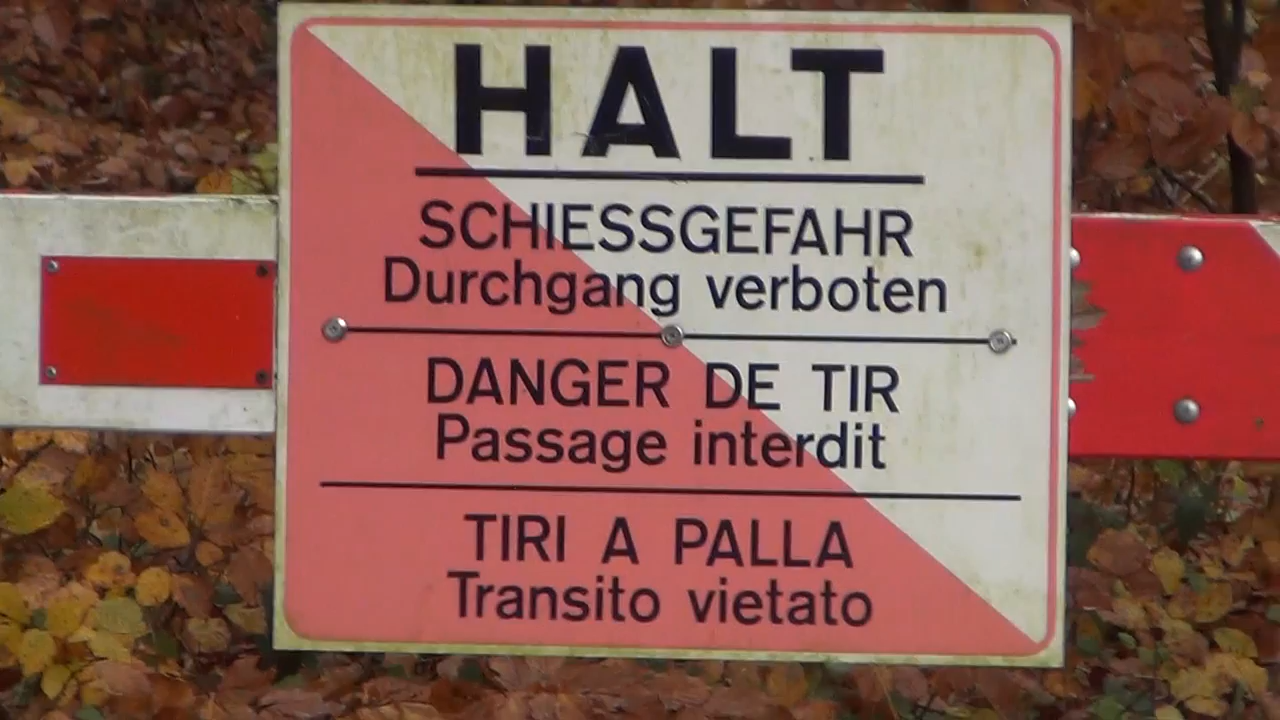 HALT
SCHIESSGEFAHR
Durchgang verboten
DANGER DE TIR
Passage interdit
TIRI A PALLA
Transito vietato